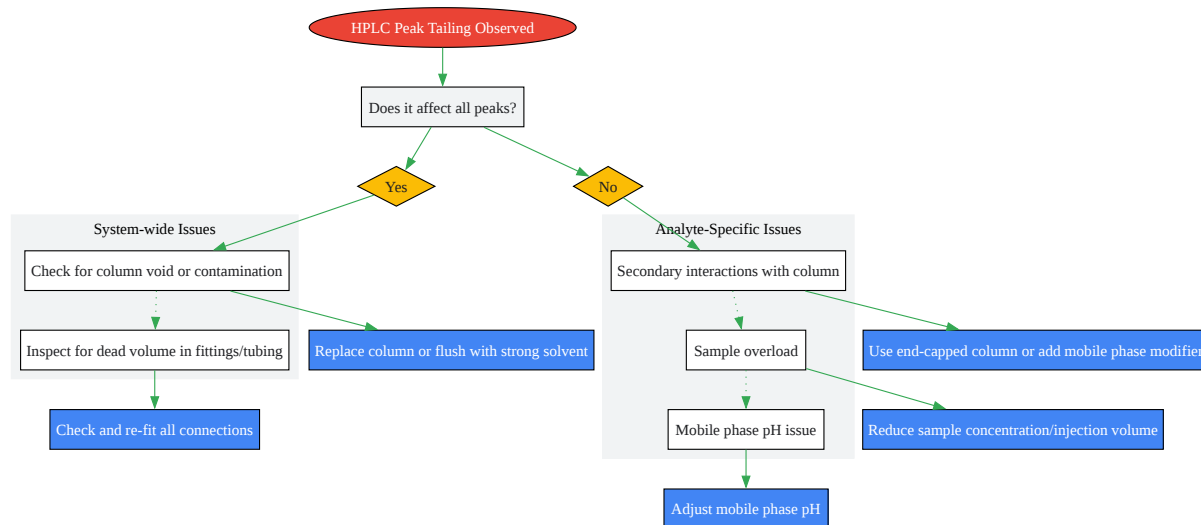 HPLC Peak Tailing Observed
Does it affect all peaks?
Yes
No
System-wide Issues
Analyte-Specific Issues
Check for column void or contamination
Secondary interactions with column
Inspect for dead volume in fittings/tubing
Replace column or flush with strong solvent
Sample overload
Use end-capped column or add mobile phase modifier
Check and re-fit all connections
Mobile phase pH issue
Reduce sample concentration/injection volume
Adjust mobile phase pH